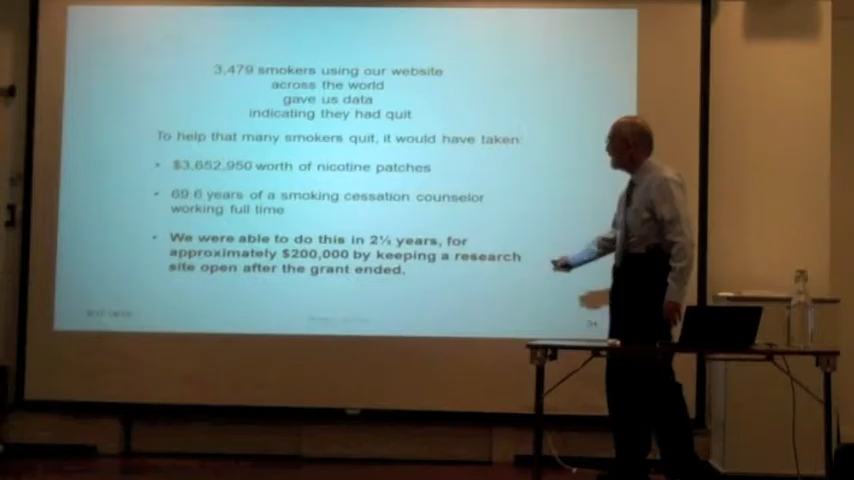 3,479 smokers using our website
across the world
gave us data
indicating they had quit
To help that many smokers quit, it would have taken:
• $3,652,950 worth of nicotine patches
• 69.6 years of a smoking cessation counselor
working full time
• We were able to do this in 2½ years, for
approximately $200,000 by keeping a research
site open after the grant ended.
34